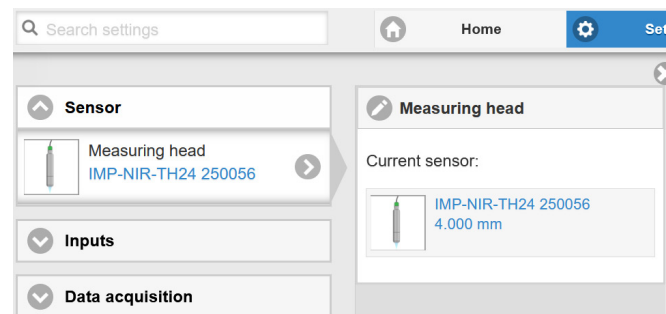 Search settings
Home
Set
Sensor
Measuring head
IMP-NIR-TH24 250056
Inputs
Data acquisition
Measuring head
Current sensor:
IMP-NIR-TH24 250056
4.000 mm